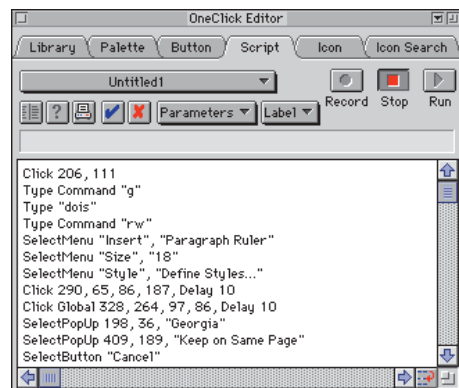 OneClick Editor
Library Palette Button Script Icon Icon Search
Untitled1
Record Stop Run
? Parameters Label
Click 206, 111
Type Command "g"
Type "dois"
Type Command "rw"
SelectMenu "Insert", "Paragraph Ruler"
SelectMenu "Size", "18"
SelectMenu "Style", "Define Styles..."
Click 290, 65, 86, 187, Delay 10
Click Global 328, 264, 97, 86, Delay 10
SelectPopUp 198, 36, "Georgia"
SelectPopUp 409, 189, "Keep on Same Page"
SelectButton "Cancel"